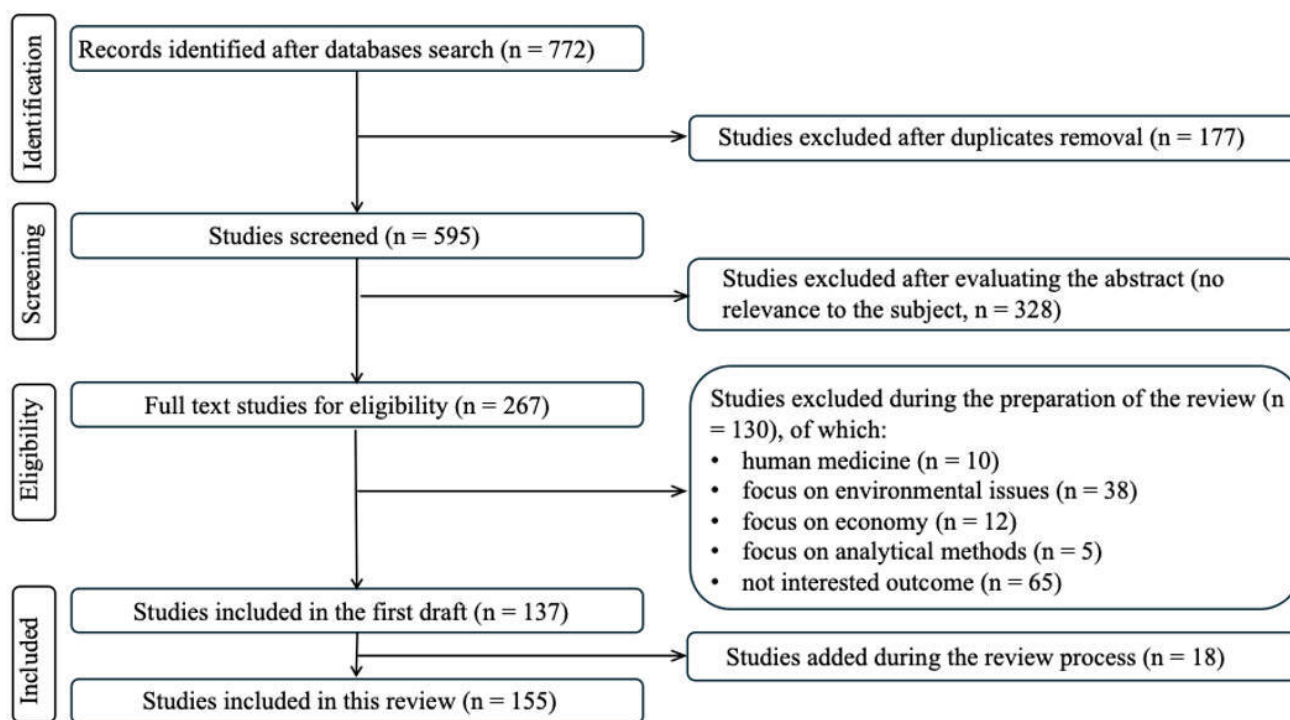 Identification
Records identified after databases search (n = 772)
Studies excluded after duplicates removal (n = 177)
Screening
Studies screened (n = 595)
Studies excluded after evaluating the abstract (no
relevance to the subject, n = 328)
Eligibility
Full text studies for eligibility (n = 267)
Studies excluded during the preparation of the review (n
= 130), of which:
• human medicine (n = 10)
• focus on environmental issues (n = 38)
• focus on economy (n = 12)
• focus on analytical methods (n = 5)
• not interested outcome (n = 65)
Included
Studies included in the first draft (n = 137)
Studies added during the review process (n = 18)
Studies included in this review (n = 155)